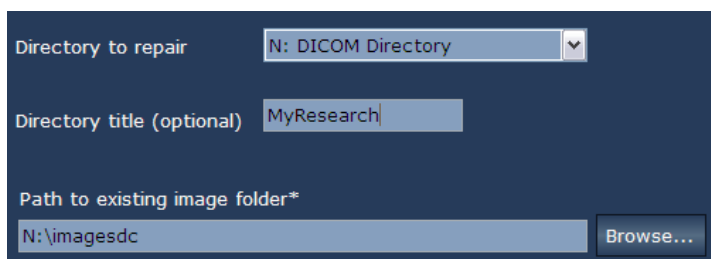 Directory to repair N: DICOM Directory
Directory title (optional) MyResearch
Path to existing image folder*
N:\imagesdc Browse...